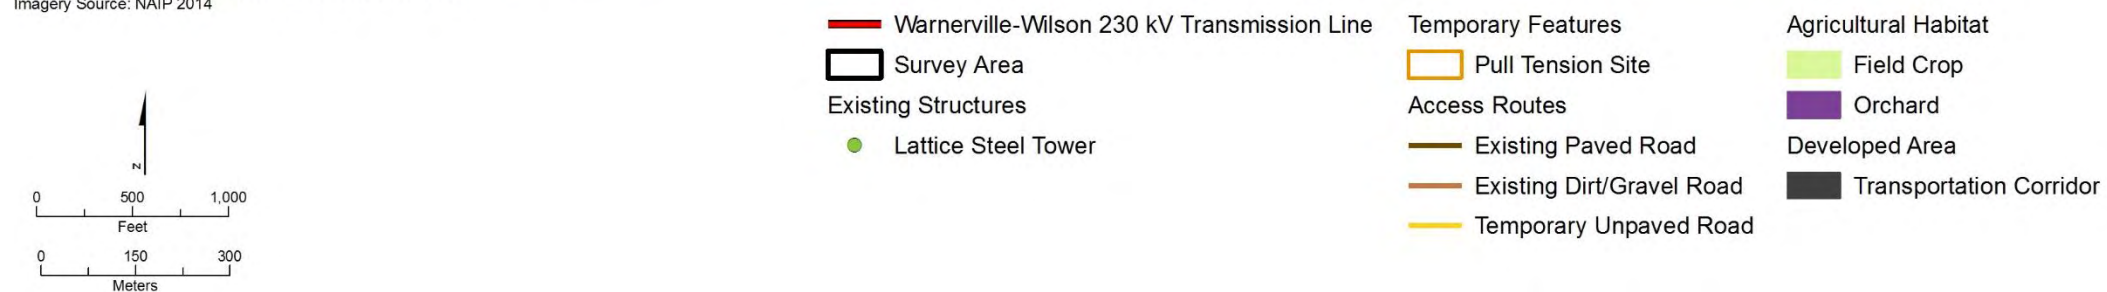 Imagery Source: NAIP 2014
N
0 500 1,000
Feet
0 150 300
Meters
Warnerville-Wilson 230 kV Transmission Line
Survey Area
Existing Structures
Lattice Steel Tower
Temporary Features
Pull Tension Site
Access Routes
Existing Paved Road
Existing Dirt/Gravel Road
Temporary Unpaved Road
Agricultural Habitat
Field Crop
Orchard
Developed Area
Transportation Corridor